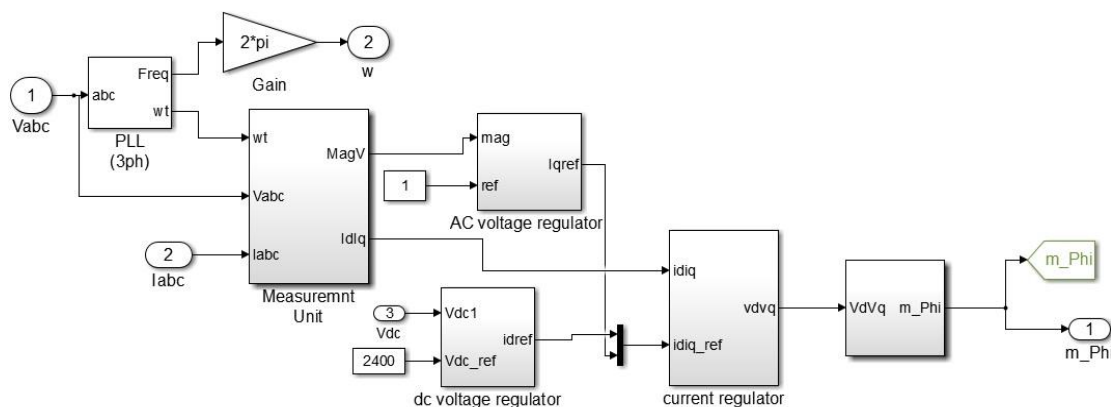 2*pi
2
w
Gain
1
Vabc
abc
Freq
wt
PLL
(3ph)
wt
Vabc
Iabc
MagV
IdIq
Measuremnt
Unit
2
Iabc
mag
ref
Iqref
1
AC voltage regulator
3
Vdc
2400
Vdc1
Vdc_ref
idref
dc voltage regulator
idiq
idiq_ref
vdvq
current regulator
VdVq
m_Phi
m_Phi
1
m_Phi